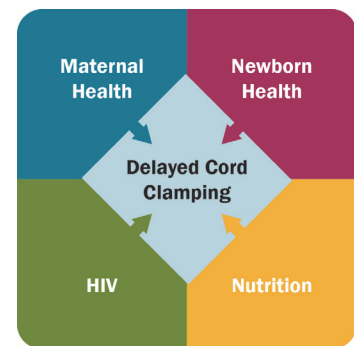 Maternal
Health
Newborn
Health
Delayed Cord
Clamping
HIV
Nutrition